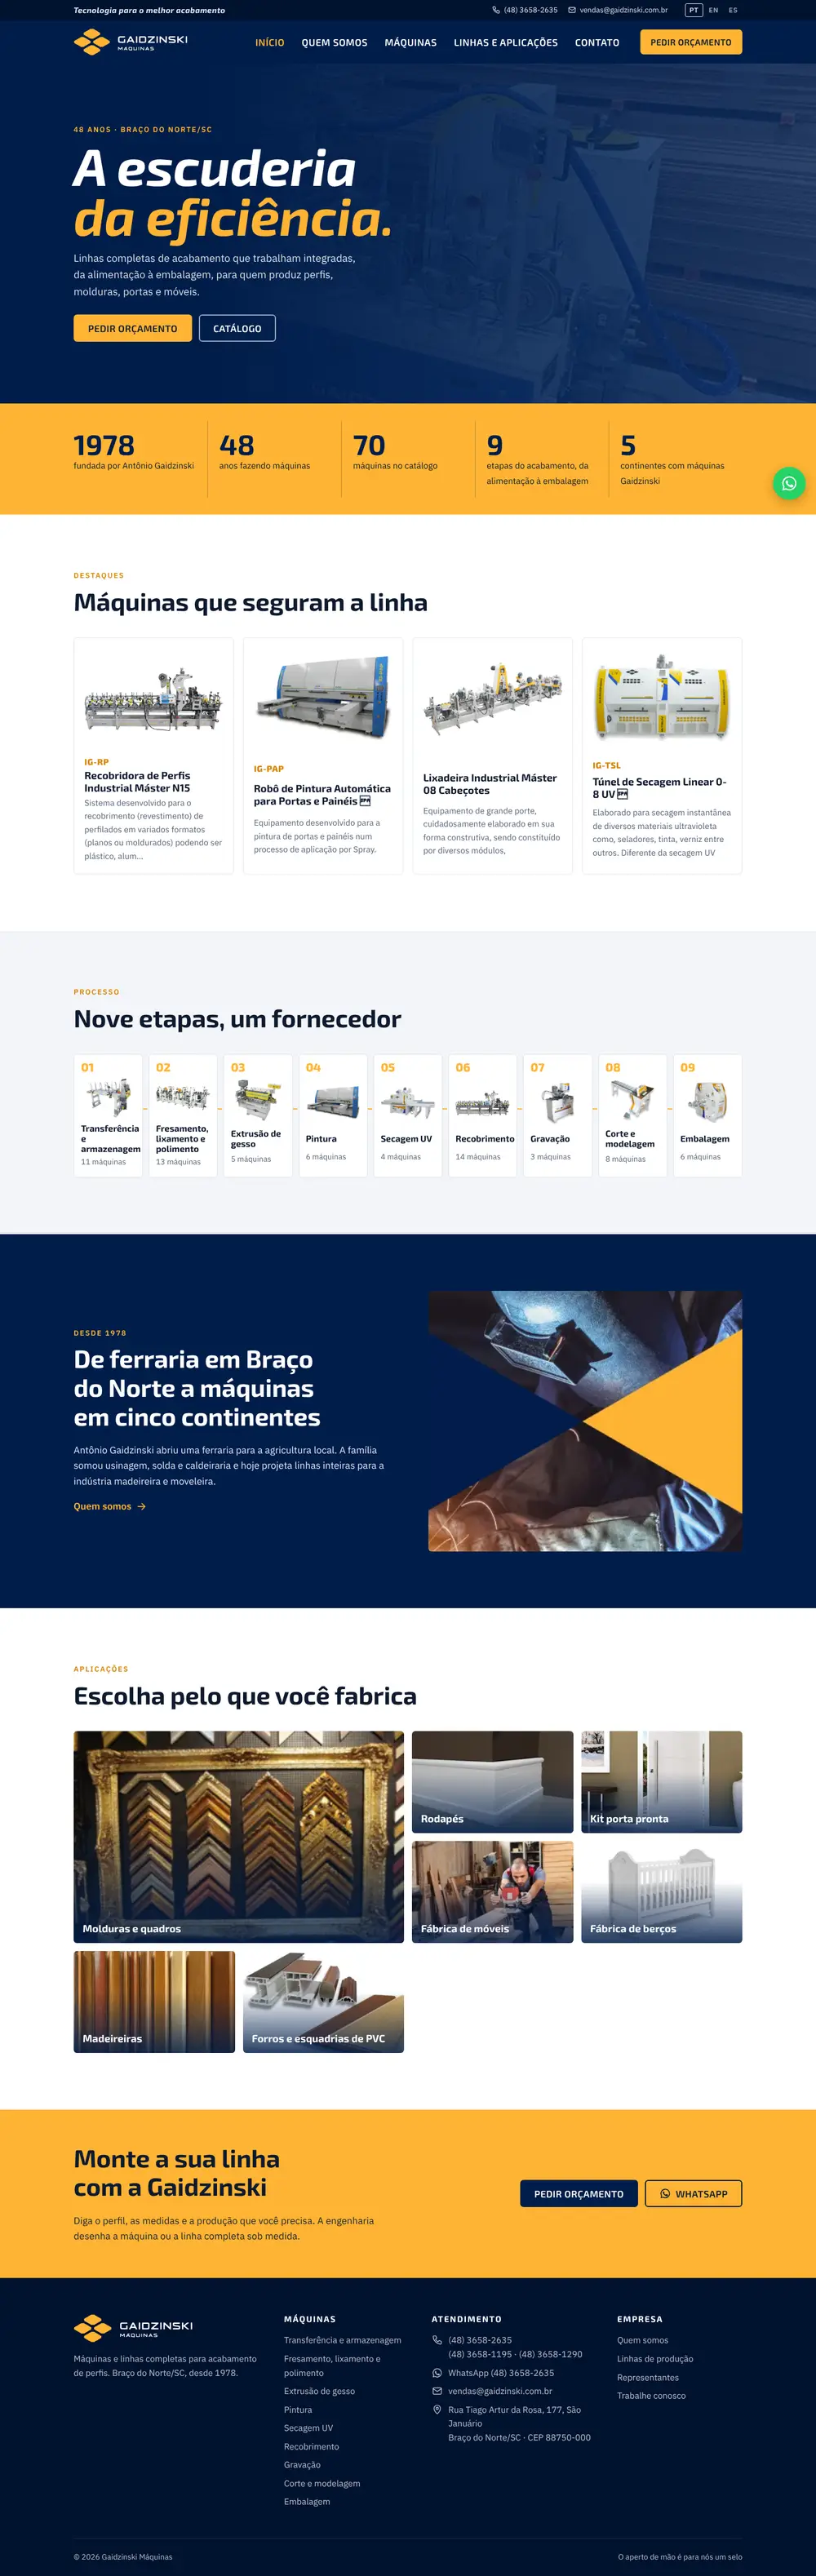 Tecnologia para o melhor acabamento
(48) 3658-2635
vendas@gaidzinski.com.br
PT EN ES
GAIDZINSKI
MÁQUINAS
INÍCIO
QUEM SOMOS
MÁQUINAS
LINHAS E APLICAÇÕES
CONTATO
PEDIR ORÇAMENTO
48 ANOS · BRAÇO DO NORTE/SC
A escuderia
da eficiência.
Linhas completas de acabamento que trabalham integradas,
da alimentação à embalagem, para quem produz perfis,
molduras, portas e móveis.
PEDIR ORÇAMENTO
CATÁLOGO
1978
fundada por Antônio Gaidzinski
48
anos fazendo máquinas
70
máquinas no catálogo
9
etapas do acabamento, da
alimentação à embalagem
5
continentes com máquinas
Gaidzinski
DESTAQUES
Máquinas que seguram a linha
IG-RP
Recobridora de Perfis
Industrial Máster N15
Sistema desenvolvido para o
recobrimento (revestimento) de
perfilados em variados formatos
(planos ou moldurados) podendo ser
plástico, alum...
IG-PAP
Robô de Pintura Automática
para Portas e Painéis
Equipamento desenvolvido para a
pintura de portas e painéis num
processo de aplicação por Spray.
Lixadeira Industrial Máster
08 Cabeçotes
Equipamento de grande porte,
cuidadosamente elaborado em sua
forma construtiva, sendo constituído
por diversos módulos,
IG-TSL
Túnel de Secagem Linear 0-
8 UV
Elaborado para secagem instantânea
de diversos materiais ultravioleta
como, seladores, tinta, verniz entre
outros. Diferente da secagem UV
PROCESSO
Nove etapas, um fornecedor
01
Transferência
e
armazenagem
11 máquinas
02
Fresamento,
lixamento e
polimento
13 máquinas
03
Extrusão de
gesso
5 máquinas
04
Pintura
6 máquinas
05
Secagem UV
4 máquinas
06
Recobrimento
14 máquinas
07
Gravação
3 máquinas
08
Corte e
modelagem
8 máquinas
09
Embalagem
6 máquinas
DESDE 1978
De ferraria em Braço
do Norte a máquinas
em cinco continentes
Antônio Gaidzinski abriu uma ferraria para a agricultura local. A família
somou usinagem, solda e caldeiraria e hoje projeta linhas inteiras para a
indústria madeireira e moveleira.
Quem somos →
APLICAÇÕES
Escolha pelo que você fabrica
Molduras e quadros
Rodapés
Kit porta pronta
Fábrica de móveis
Fábrica de berços
Madeireiras
Forros e esquadrias de PVC
Monte a sua linha
com a Gaidzinski
Diga o perfil, as medidas e a produção que você precisa. A engenharia
desenha a máquina ou a linha completa sob medida.
PEDIR ORÇAMENTO
WHATSAPP
GAIDZINSKI
MÁQUINAS
Máquinas e linhas completas para acabamento
de perfis. Braço do Norte/SC, desde 1978.
MÁQUINAS
Transferência e armazenagem
Fresamento, lixamento e
polimento
Extrusão de gesso
Pintura
Secagem UV
Recobrimento
Gravação
Corte e modelagem
Embalagem
ATENDIMENTO
(48) 3658-2635
(48) 3658-1195 · (48) 3658-1290
WhatsApp (48) 3658-2635
vendas@gaidzinski.com.br
Rua Tiago Artur da Rosa, 177, São
Januário
Braço do Norte/SC · CEP 88750-000
EMPRESA
Quem somos
Linhas de produção
Representantes
Trabalhe conosco
© 2026 Gaidzinski Máquinas
O aperto de mão é para nós um selo